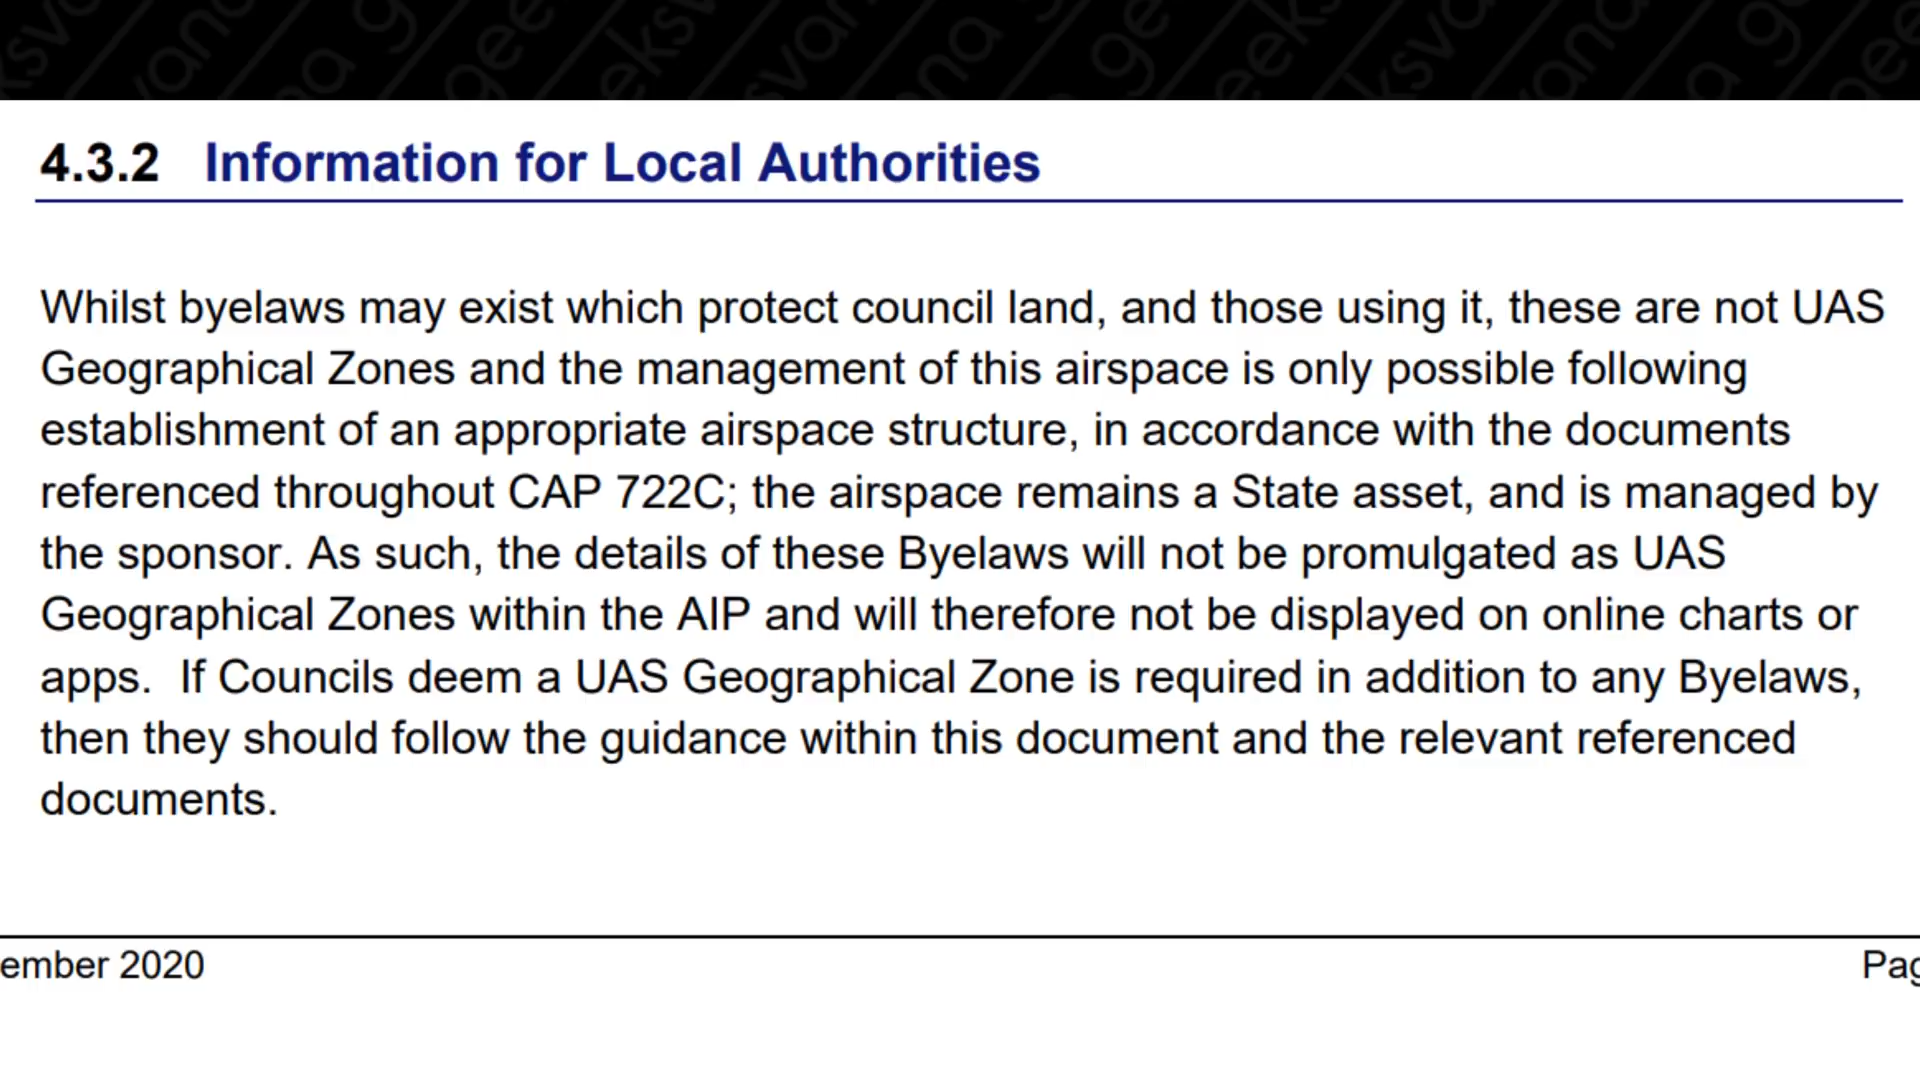 4.3.2 Information for Local Authorities
Whilst byelaws may exist which protect council land, and those using it, these are not UAS
Geographical Zones and the management of this airspace is only possible following
establishment of an appropriate airspace structure, in accordance with the documents
referenced throughout CAP 722C; the airspace remains a State asset, and is managed by
the sponsor. As such, the details of these Byelaws will not be promulgated as UAS
Geographical Zones within the AIP and will therefore not be displayed on online charts or
apps. If Councils deem a UAS Geographical Zone is required in addition to any Byelaws,
then they should follow the guidance within this document and the relevant referenced
documents.
ember 2020
Pag